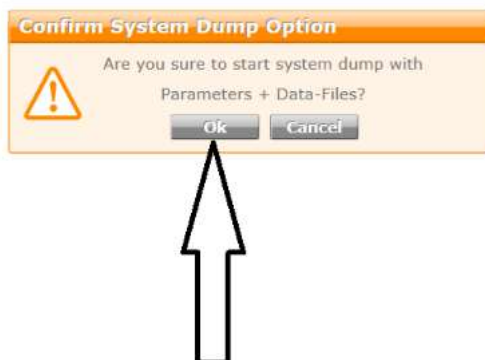 Confirm System Dump Option
Are you sure to start system dump with
Parameters + Data-Files?
Ok Cancel